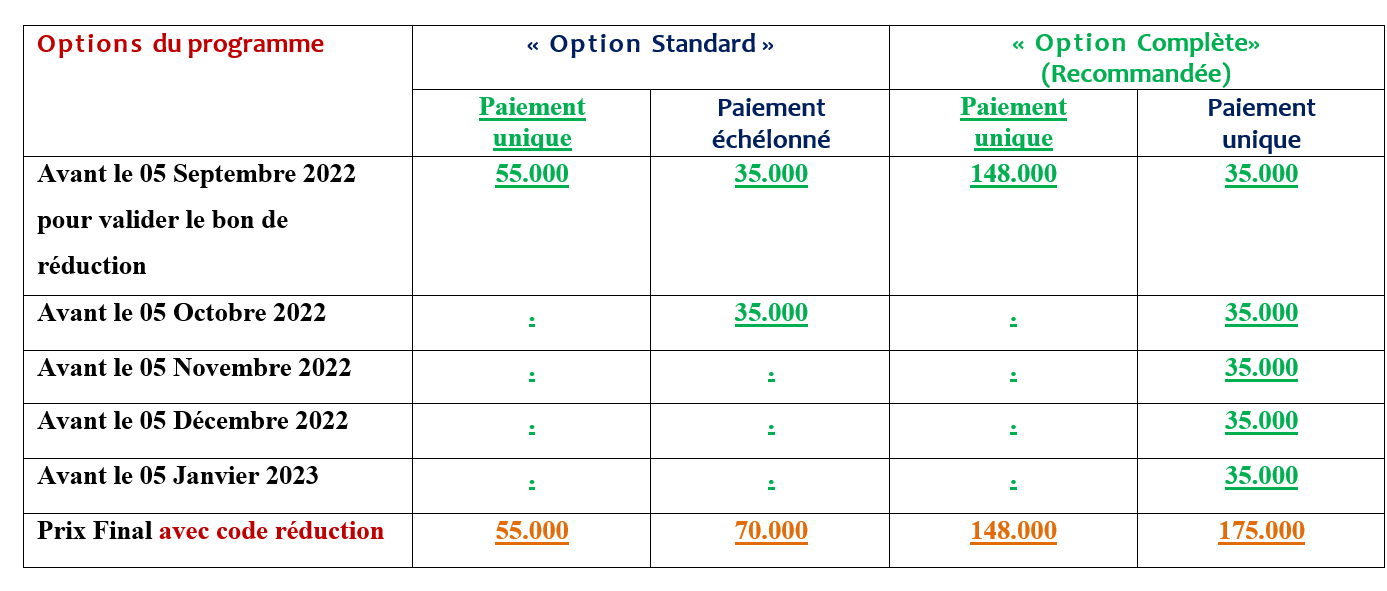 Options du programme
« Option Standard »
« Option Complète»
(Recommandée)
Paiement
unique
Paiement
échélonné
Paiement
unique
Paiement
unique
Avant le 05 Septembre 2022
pour valider le bon de
réduction
55.000
35.000
148.000
35.000
Avant le 05 Octobre 2022
.
35.000
.
35.000
Avant le 05 Novembre 2022
.
.
.
35.000
Avant le 05 Décembre 2022
.
.
.
35.000
Avant le 05 Janvier 2023
.
.
.
35.000
Prix Final avec code réduction
55.000
70.000
148.000
175.000